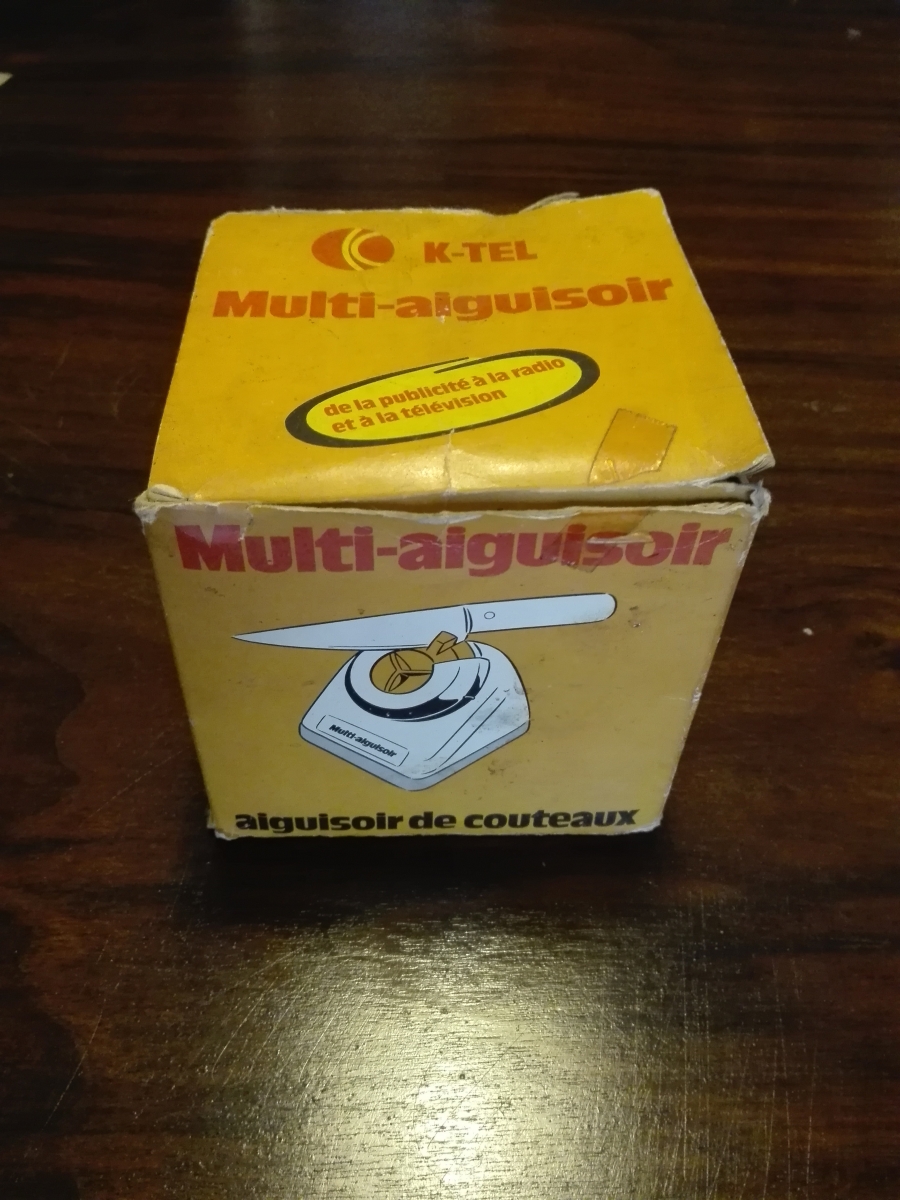 K-TEL
Multi-aiguisoir
de la publicité à la radio
et à la télévision
Multi-aiguisoir
Multi-aiguisoir
aiguisoir de couteaux